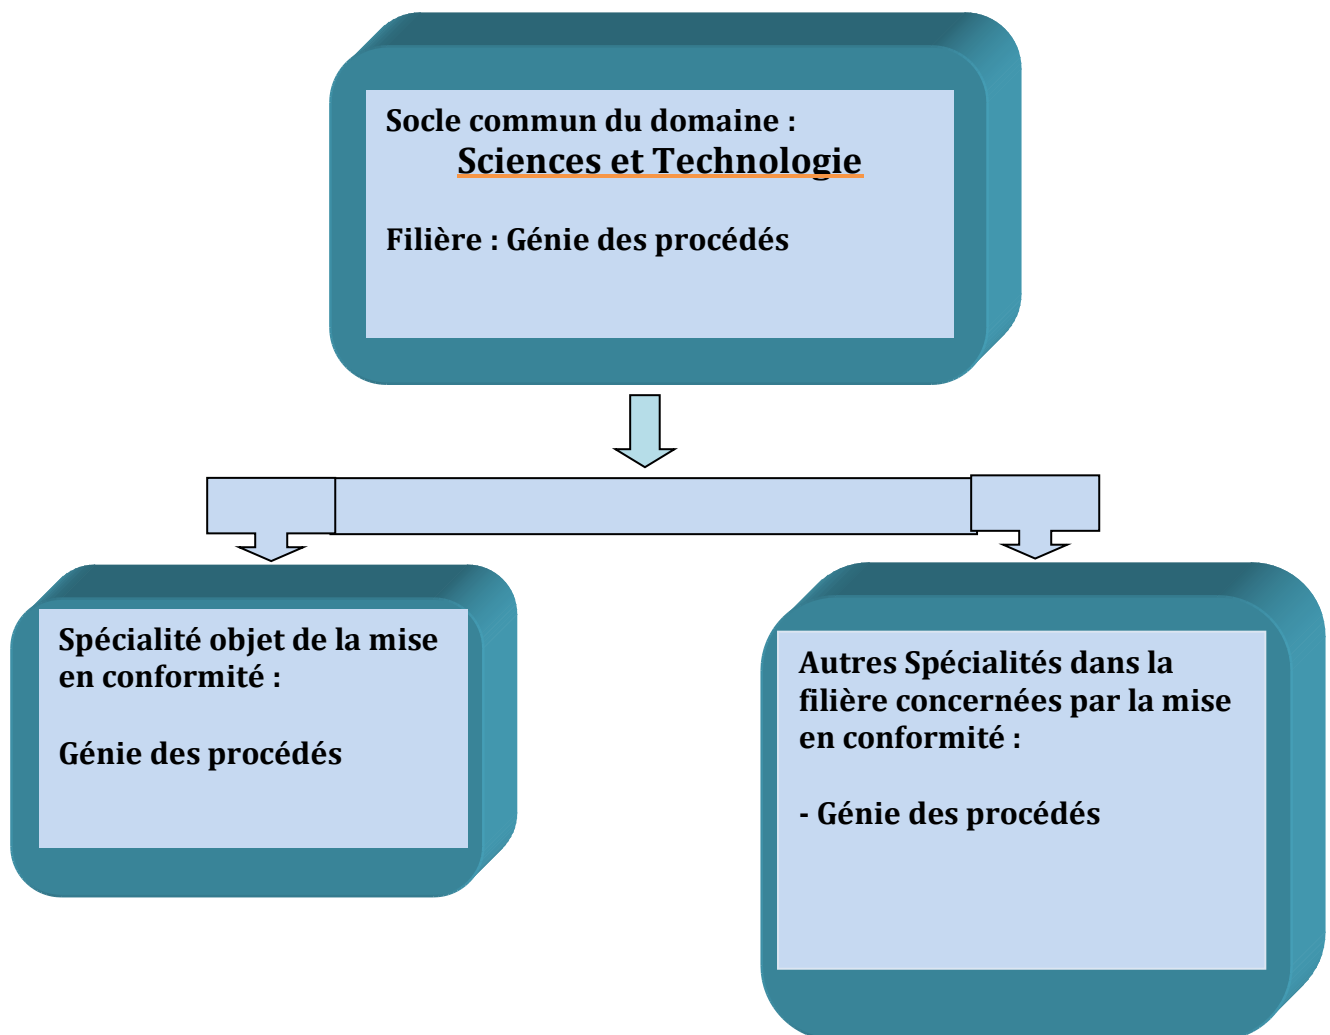 Socle commun du domaine :
Sciences et Technologie
Filière : Génie des procédés
Spécialité objet de la mise
en conformité :
Génie des procédés
Autres Spécialités dans la
filière concernées par la mise
en conformité :
- Génie des procédés